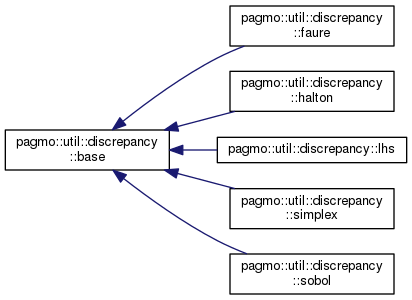 pagmo::util::discrepancy
::faure
pagmo::util::discrepancy
::halton
pagmo::util::discrepancy
::base
pagmo::util::discrepancy::lhs
pagmo::util::discrepancy
::simplex
pagmo::util::discrepancy
::sobol